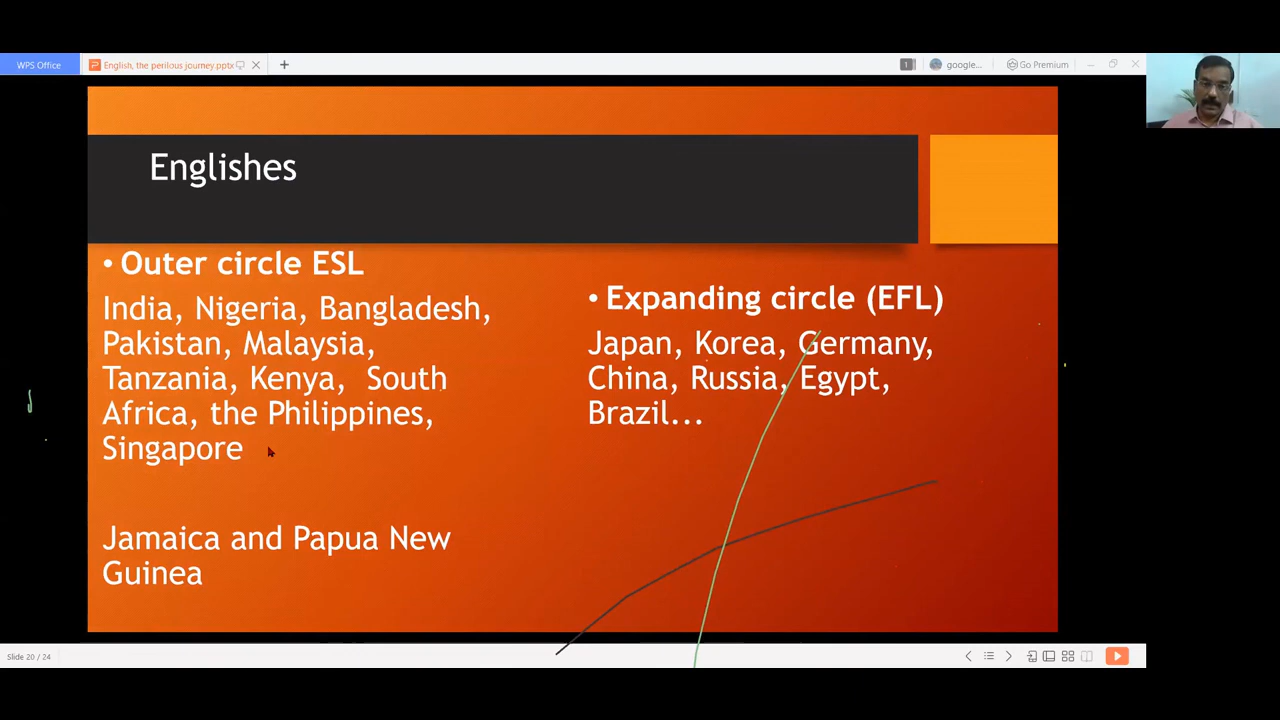 WPS Office
English, the perilous journey.pptx
1
google...
Go Premium
Englishes
• Outer circle ESL
India, Nigeria, Bangladesh,
Pakistan, Malaysia,
Tanzania, Kenya, South
Africa, the Philippines,
Singapore
Jamaica and Papua New
Guinea
• Expanding circle (EFL)
Japan, Korea, Germany,
China, Russia, Egypt,
Brazil...
Slide 20 / 24